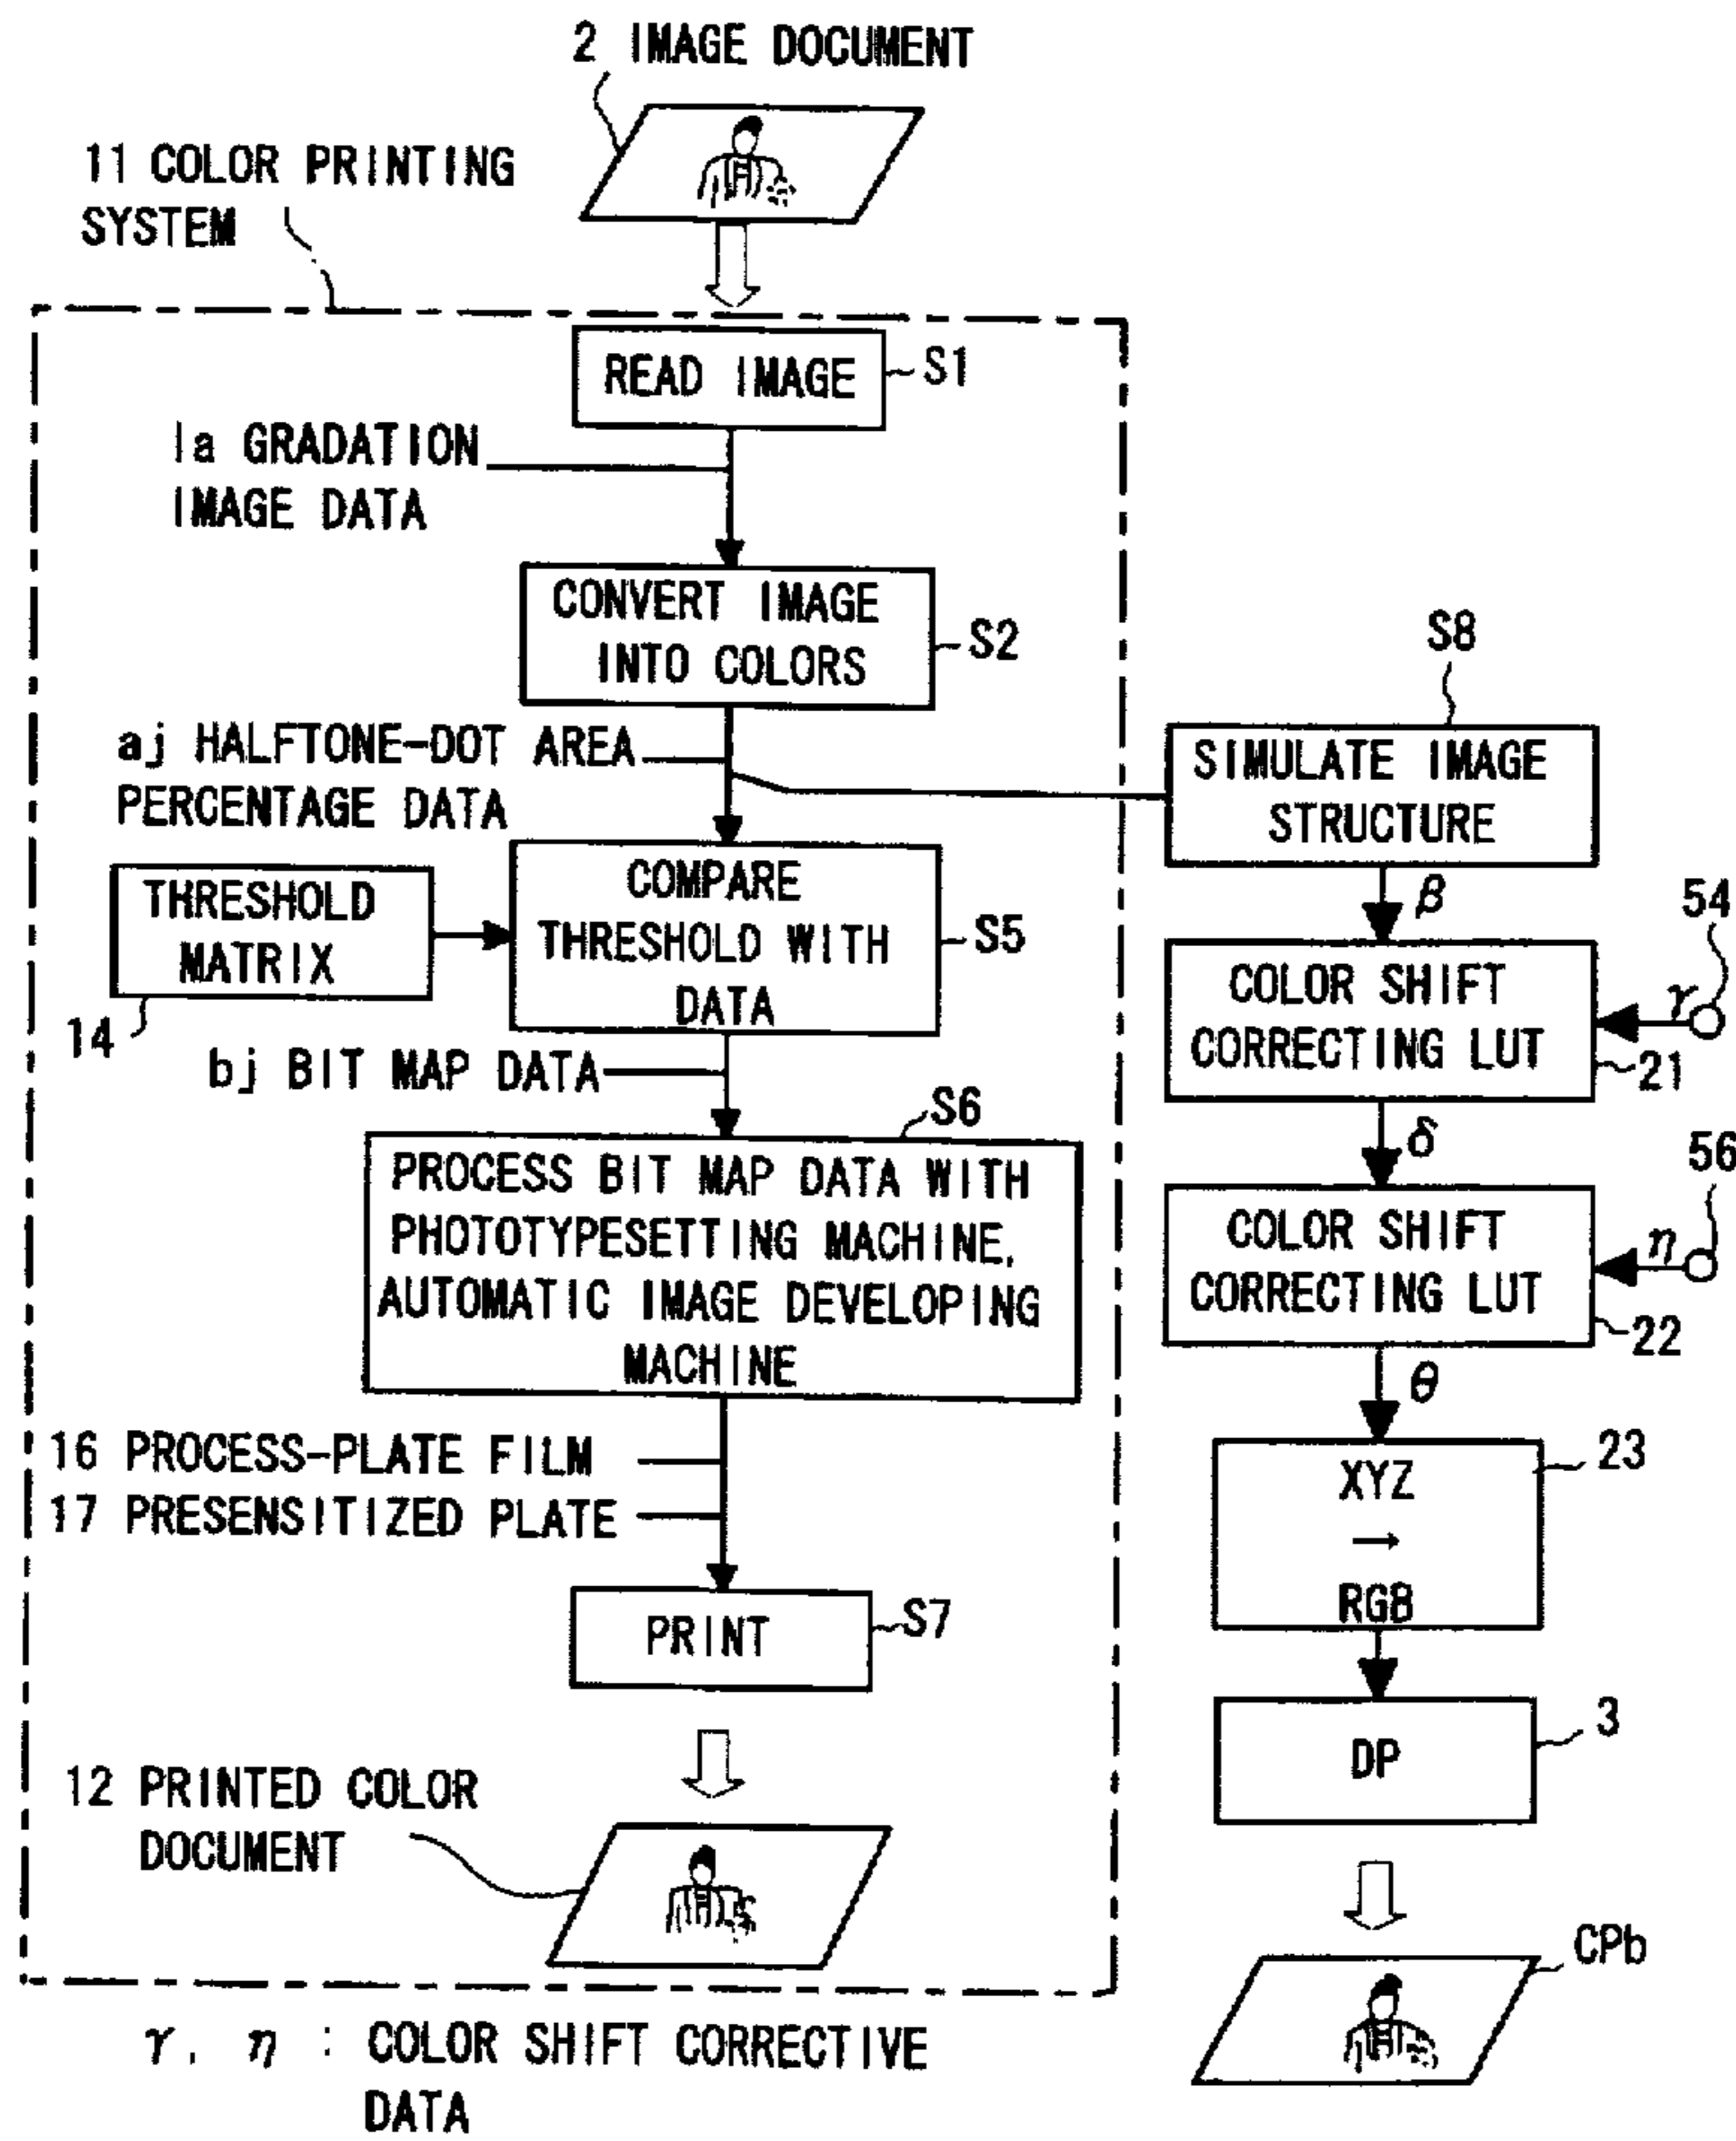 2 IMAGE DOCUMENT
11 COLOR PRINTING
SYSTEM
READ IMAGE
S1
Ia GRADATION
IMAGE DATA
CONVERT IMAGE
INTO COLORS
S2
aj HALFTONE-DOT AREA
PERCENTAGE DATA
THRESHOLD
MATRIX
14
COMPARE
THRESHOLD WITH
DATA
S5
bj BIT MAP DATA
S6
PROCESS BIT MAP DATA WITH
PHOTOTYPESETTING MACHINE,
AUTOMATIC IMAGE DEVELOPING
MACHINE
16 PROCESS-PLATE FILM
17 PRESENSITIZED PLATE
PRINT
S7
12 PRINTED COLOR
DOCUMENT
S8
SIMULATE IMAGE
STRUCTURE
β
54
COLOR SHIFT
CORRECTING LUT
γ
21
δ
56
COLOR SHIFT
CORRECTING LUT
η
22
θ
23
XYZ
→
RGB
3
DP
CPb
γ, η : COLOR SHIFT CORRECTIVE
DATA